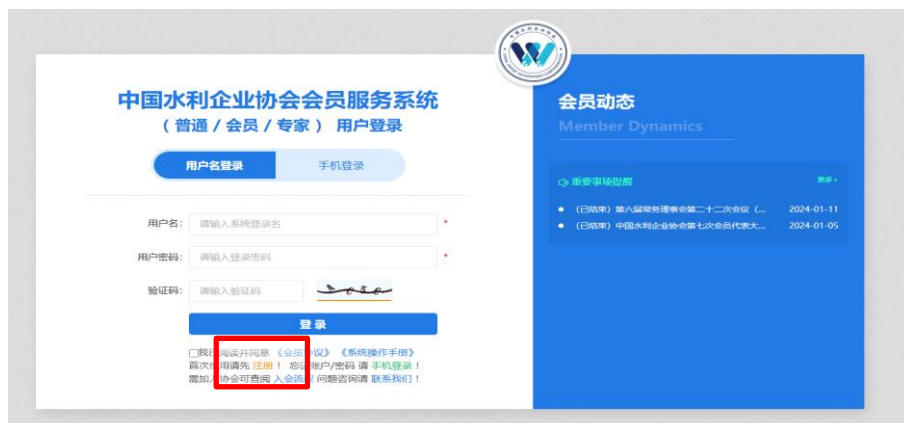 中国水利企业协会会员服务系统
（普通 / 会员 / 专家） 用户登录
用户名登录
手机登录
用户名: 请输入系统登录名 *
用户密码: 请输入登录密码 *
验证码: 请输入验证码
登 录
我已阅读并同意 《会员协议》 《系统操作手册》
首次使用请先 注册 ！ 忘记账户/密码 请 手机登录 ！
需加入协会可查阅 入会流程 问题咨询请 联系我们 ！
会员动态
Member Dynamics
重要事项提醒 更多+
（已结束）第六届常务理事会第二十二次会议（... 2024-01-11
（已结束）中国水利企业协会第七次会员代表大... 2024-01-05